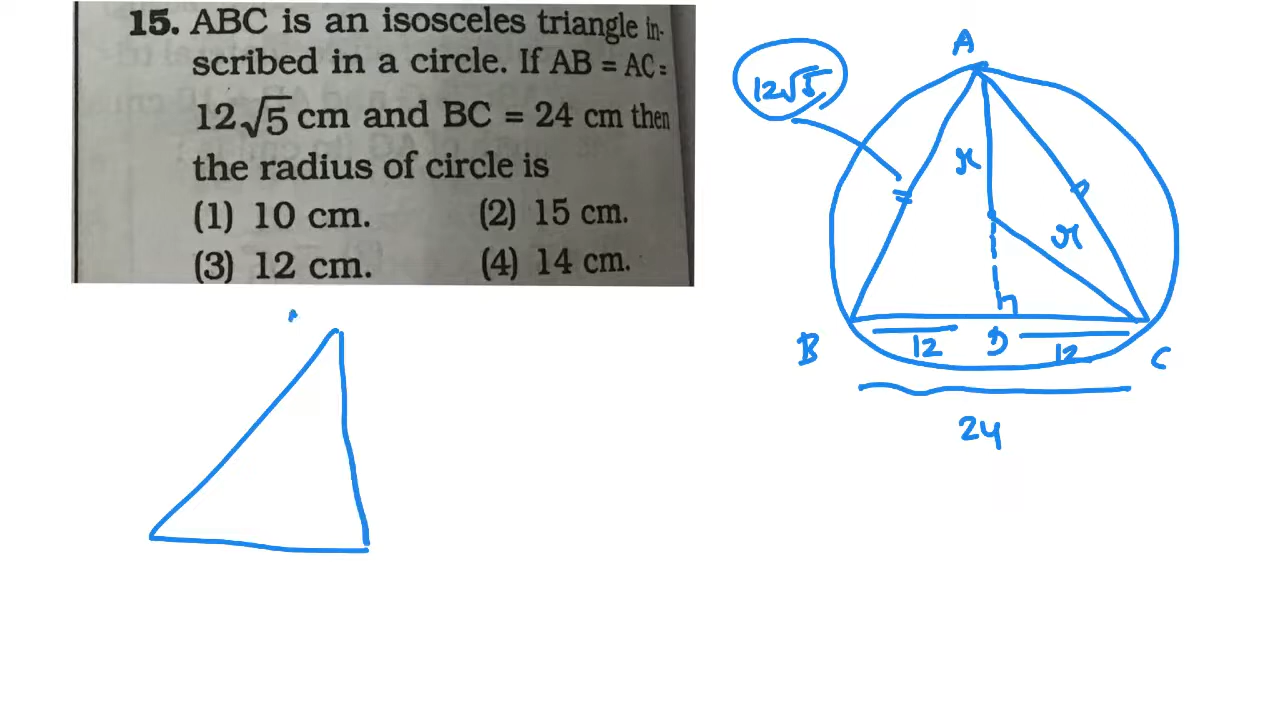 15. ABC is an isosceles triangle in-
scribed in a circle. If AB = AC =
12√5 cm and BC = 24 cm then
the radius of circle is
(1) 10 cm. (2) 15 cm.
(3) 12 cm. (4) 14 cm.
A
12√5
r
r
B 12 D 12 C
24